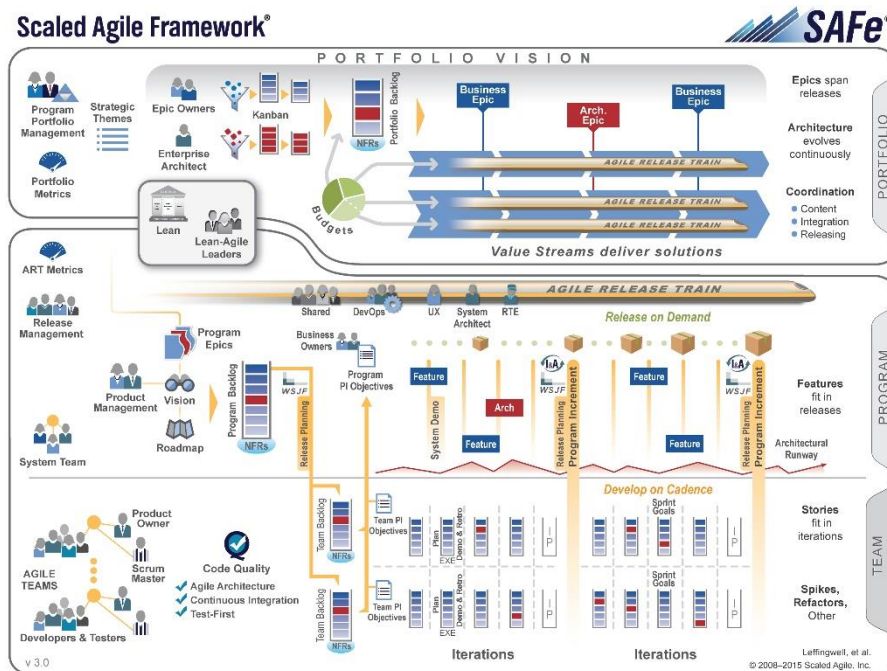 Scaled Agile Framework®
SAFe®
PORTFOLIO VISION
Program
Portfolio
Management
Strategic
Themes
Epic Owners
Kanban
Enterprise
Architect
Portfolio Backlog
NFRs
Business
Epic
Arch.
Epic
Business
Epic
Epics span
releases
Architecture
evolves
continuously
PORTFOLIO
Portfolio
Metrics
Lean
Lean-Agile
Leaders
Budgets
AGILE RELEASE TRAIN
AGILE RELEASE TRAIN
AGILE RELEASE TRAIN
Coordination
Content
Integration
Releasing
Value Streams deliver solutions
ART Metrics
Release
Management
AGILE RELEASE TRAIN
Shared
DevOps
UX
System
Architect
RTE
Release on Demand
Program
Epics
Business
Owners
Program
PI Objectives
Product
Management
Vision
Roadmap
Program Backlog
NFRs
WSJF
Release Planning
Feature
System Demo
Arch
Feature
I&A
WSJF
Release Planning
Program Increment
Feature
Feature
I&A
WSJF
Release Planning
Program Increment
Features
fit in
releases
Architectural
Runway
PROGRAM
System Team
Develop on Cadence
Product
Owner
AGILE
TEAMS
Scrum
Master
Developers & Testers
Code Quality
Agile Architecture
Continuous Integration
Test-First
Team Backlog
NFRs
Team PI
Objectives
Plan
EXE
Demo & Retro
I P
Sprint
Goals
I P
Stories
fit in
iterations
Team Backlog
NFRs
Team PI
Objectives
Plan
EXE
Demo & Retro
I P
Sprint
Goals
I P
Spikes,
Refactors,
Other
TEAM
Iterations
Iterations
v 3.0
Leffingwell, et al.
© 2008–2015 Scaled Agile, Inc.